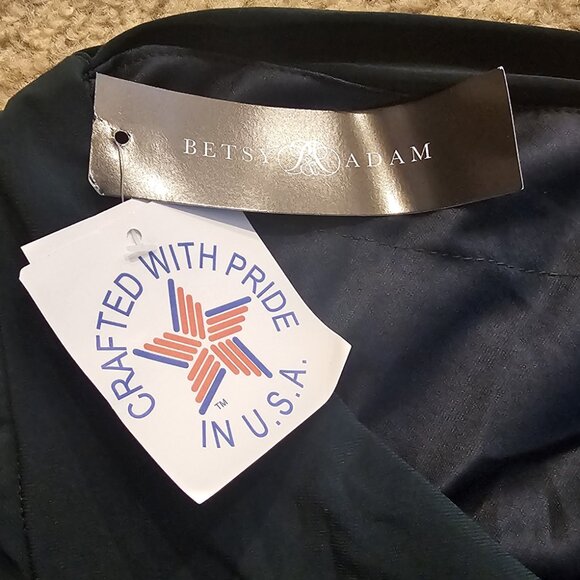 BETSY & ADAM
CRAFTED WITH PRIDE
IN U.S.A.
TM